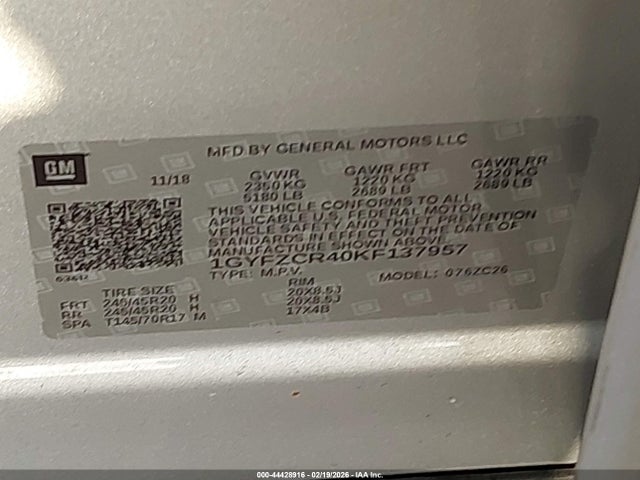 MFD BY GENERAL MOTORS LLC
GM
11/18
GVWR GAWR FRT GAWR RR
2350 KG 1220 KG 1220 KG
5180 LB 2689 LB 2689 LB
THIS VEHICLE CONFORMS TO ALL
APPLICABLE U.S. FEDERAL MOTOR
VEHICLE SAFETY AND THEFT PREVENTION
STANDARDS IN EFFECT ON THE DATE OF
MANUFACTURE SHOWN ABOVE.
1GYFZCR40KF137957
TYPE: M.P.V. MODEL: 076ZC26
TIRE SIZE RIM
FRT 245/45R20 H 20X8.5J
RR 245/45R20 H 20X8.5J
SPA T145/70R17 M 17X4B
000-44428916 - 02/19/2026 - IAA Inc.